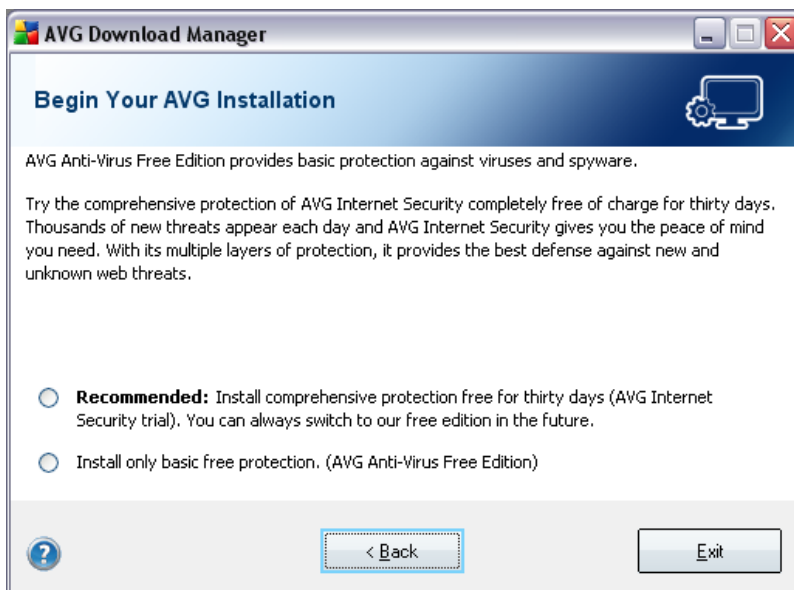 AVG Download Manager
Begin Your AVG Installation
AVG Anti-Virus Free Edition provides basic protection against viruses and spyware.
Try the comprehensive protection of AVG Internet Security completely free of charge for thirty days.
Thousands of new threats appear each day and AVG Internet Security gives you the peace of mind
you need. With its multiple layers of protection, it provides the best defense against new and
unknown web threats.
Recommended: Install comprehensive protection free for thirty days (AVG Internet
Security trial). You can always switch to our free edition in the future.
Install only basic free protection. (AVG Anti-Virus Free Edition)
?
< Back
Exit